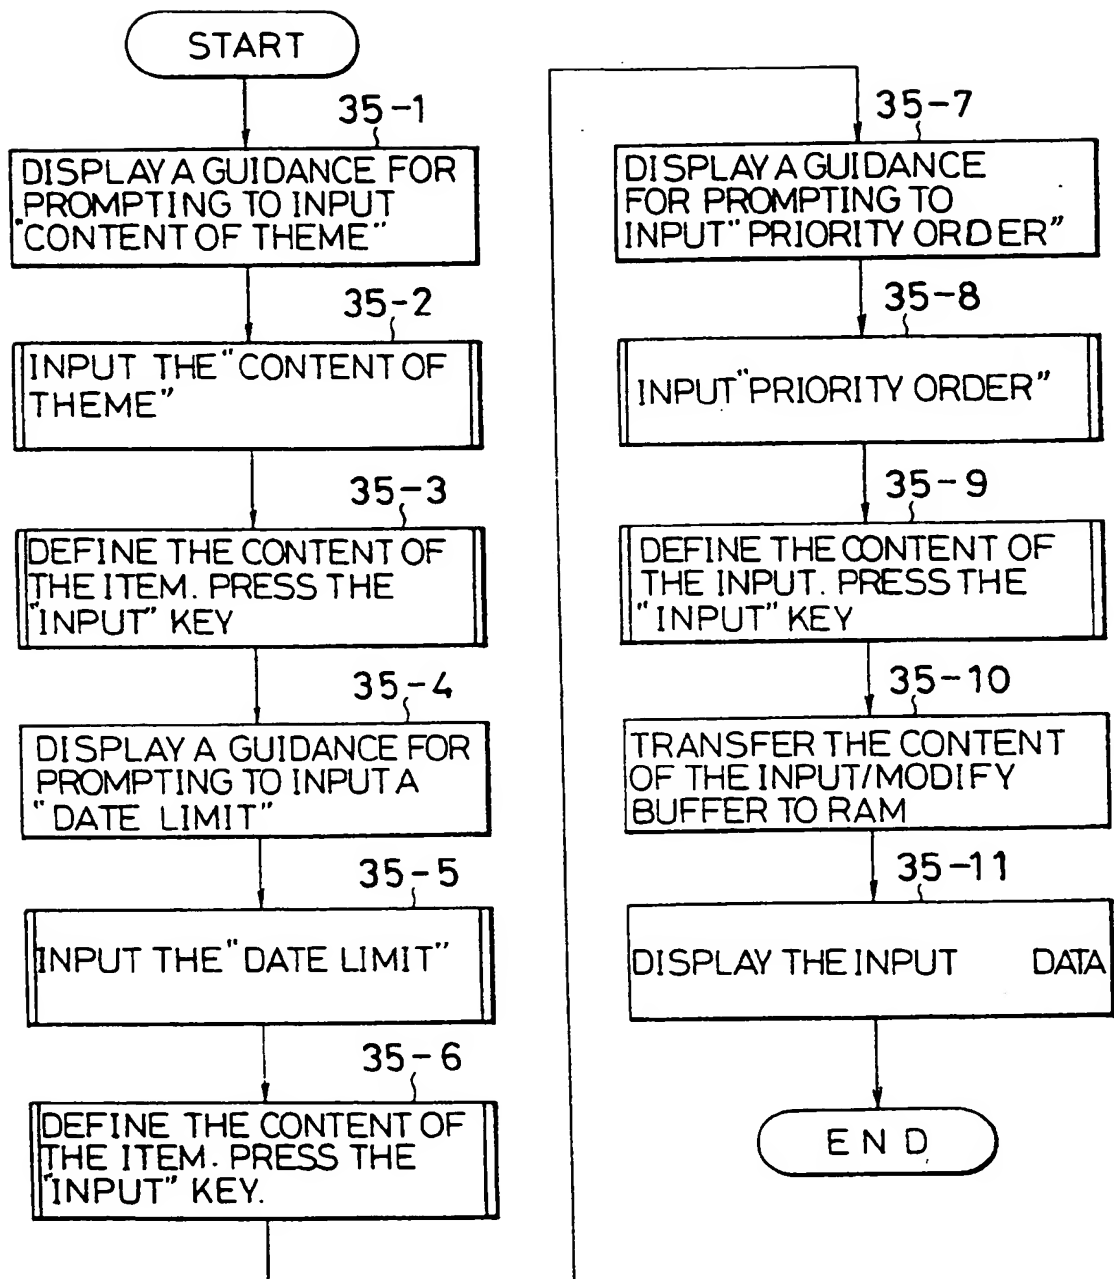 START
35-1
DISPLAY A GUIDANCE FOR
PROMPTING TO INPUT
"CONTENT OF THEME"
35-2
INPUT THE "CONTENT OF
THEME"
35-3
DEFINE THE CONTENT OF
THE ITEM. PRESS THE
"INPUT" KEY
35-4
DISPLAY A GUIDANCE FOR
PROMPTING TO INPUT A
"DATE LIMIT"
35-5
INPUT THE "DATE LIMIT"
35-6
DEFINE THE CONTENT OF
THE ITEM. PRESS THE
"INPUT" KEY.
35-7
DISPLAY A GUIDANCE
FOR PROMPTING TO
INPUT "PRIORITY ORDER"
35-8
INPUT "PRIORITY ORDER"
35-9
DEFINE THE CONTENT OF
THE INPUT. PRESS THE
"INPUT" KEY
35-10
TRANSFER THE CONTENT
OF THE INPUT/MODIFY
BUFFER TO RAM
35-11
DISPLAY THE INPUT DATA
END